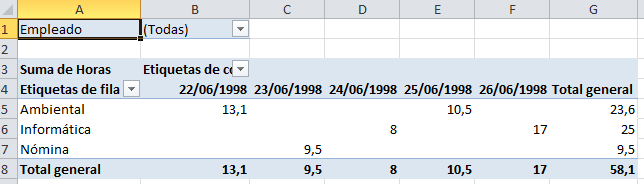 A B C D E F G
1 Empleado (Todas)
2
3 Suma de Horas Etiquetas de co
4 Etiquetas de fila 22/06/1998 23/06/1998 24/06/1998 25/06/1998 26/06/1998 Total general
5 Ambiental 13,1 10,5 23,6
6 Informática 8 17 25
7 Nómina 9,5 9,5
8 Total general 13,1 9,5 8 10,5 17 58,1